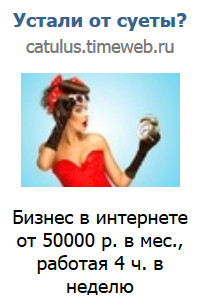 Устали от суеты?
catulus.timeweb.ru
Бизнес в интернете
от 50000 р. в мес.,
работая 4 ч. в
неделю